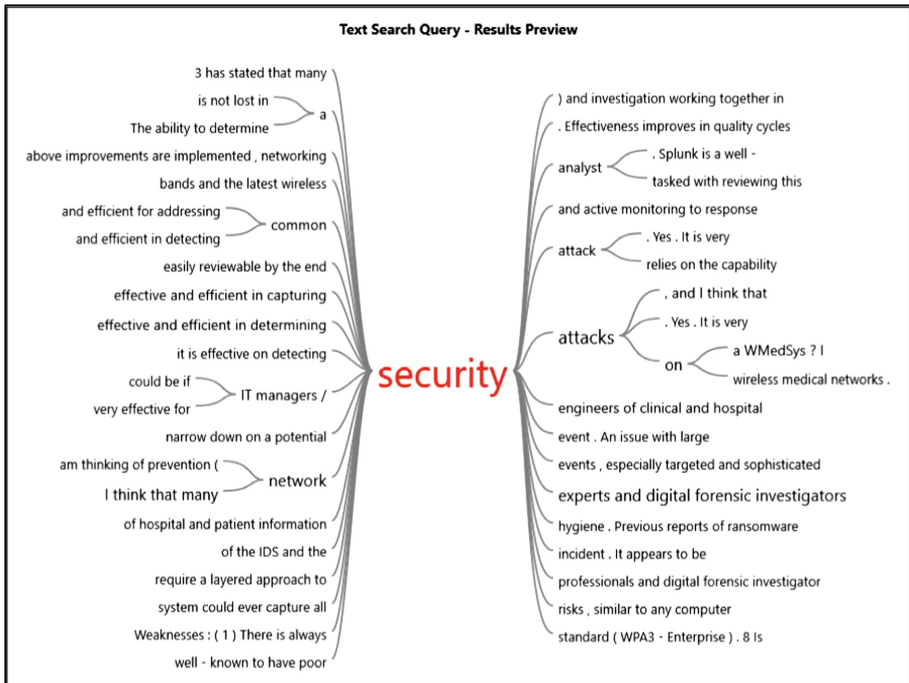 Text Search Query - Results Preview
3 has stated that many
is not lost in
a
The ability to determine
above improvements are implemented , networking
bands and the latest wireless
and efficient for addressing
common
and efficient in detecting
easily reviewable by the end
effective and efficient in capturing
effective and efficient in determining
it is effective on detecting
could be if
IT managers /
very effective for
narrow down on a potential
am thinking of prevention (
network
I think that many
of hospital and patient information
of the IDS and the
require a layered approach to
system could ever capture all
Weaknesses : ( 1 ) There is always
well - known to have poor
security
) and investigation working together in
. Effectiveness improves in quality cycles
. Splunk is a well -
analyst
tasked with reviewing this
and active monitoring to response
. Yes . It is very
attack
relies on the capability
, and I think that
attacks
. Yes . It is very
a WMedSys ? I
on
wireless medical networks .
engineers of clinical and hospital
event . An issue with large
events , especially targeted and sophisticated
experts and digital forensic investigators
hygiene . Previous reports of ransomware
incident . It appears to be
professionals and digital forensic investigator
risks , similar to any computer
standard ( WPA3 - Enterprise ) . 8 Is